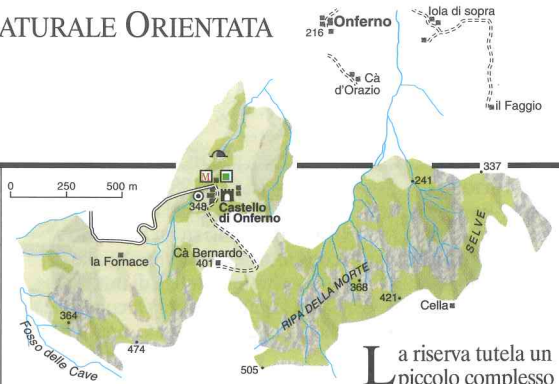 ATURALE ORIENTATA
Onferno
216
Iola di sopra
Cà
d'Orazio
il Faggio
0 250 500 m
M
348
Castello
di Onferno
241
337
SELVE
la Fornace
Cà Bernardo
401
RIPA DELLA MORTE
368
421
Cella
364
474
Fosso delle Cave
505
La riserva tutela un
piccolo complesso